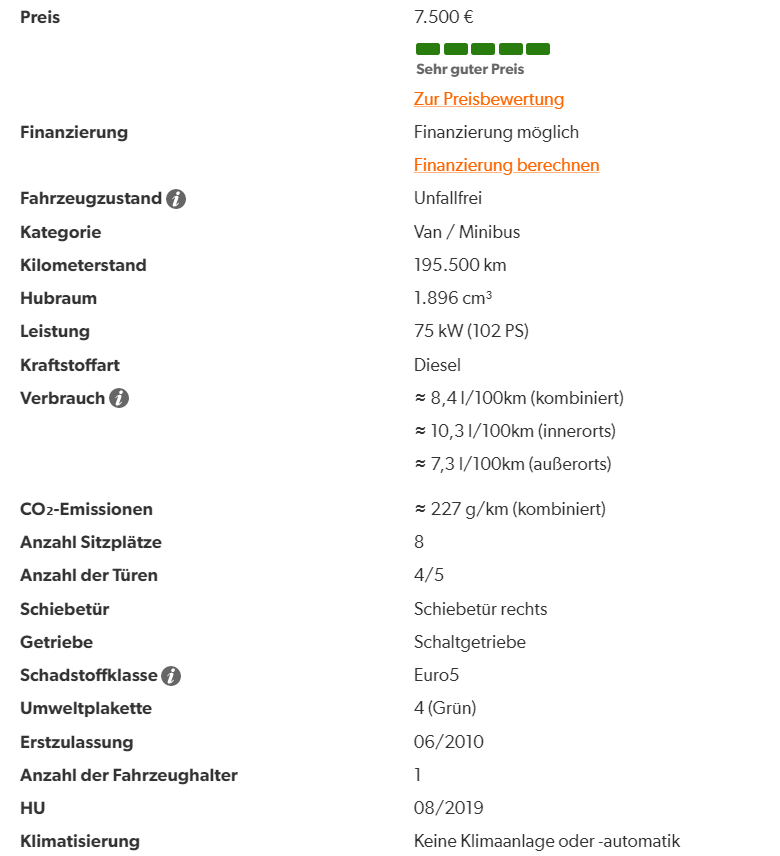 Preis 7.500 €
Sehr guter Preis
Zur Preisbewertung
Finanzierung Finanzierung möglich
Finanzierung berechnen
Fahrzeugzustand i Unfallfrei
Kategorie Van / Minibus
Kilometerstand 195.500 km
Hubraum 1.896 cm³
Leistung 75 kW (102 PS)
Kraftstoffart Diesel
Verbrauch i ≈ 8,4 l/100km (kombiniert)
≈ 10,3 l/100km (innerorts)
≈ 7,3 l/100km (außerorts)
CO₂-Emissionen ≈ 227 g/km (kombiniert)
Anzahl Sitzplätze 8
Anzahl der Türen 4/5
Schiebetür Schiebetür rechts
Getriebe Schaltgetriebe
Schadstoffklasse i Euro5
Umweltplakette 4 (Grün)
Erstzulassung 06/2010
Anzahl der Fahrzeughalter 1
HU 08/2019
Klimatisierung Keine Klimaanlage oder -automatik